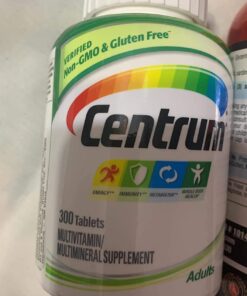 VERIFIED
Non-GMO & Gluten Free
Centrum
ENERGY
IMMUNITY
METABOLISM
300 Tablets
MULTIVITAMIN/
MULTIMINERAL SUPPLEMENT
Adults